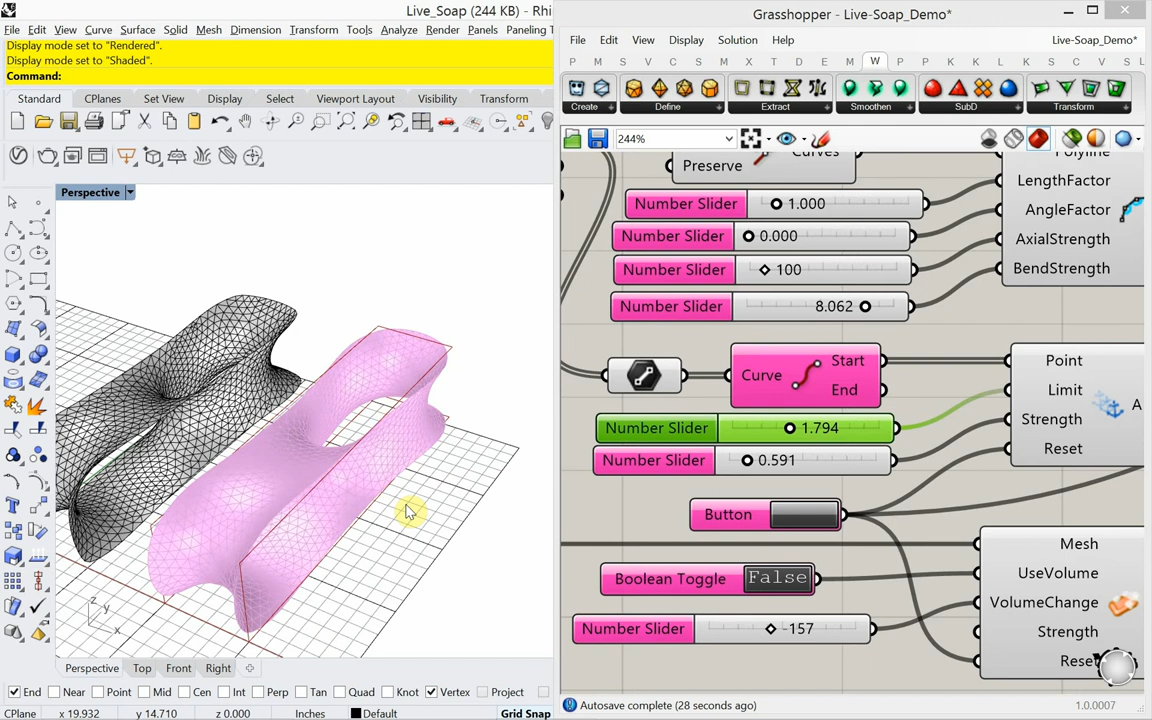 Live_Soap (244 KB) - Rhi
File Edit View Curve Surface Solid Mesh Dimension Transform Tools Analyze Render Panels Paneling T
Display mode set to "Rendered".
Display mode set to "Shaded".
Command:
Standard CPlanes Set View Display Select Viewport Layout Visibility Transform
Perspective
z
y
x
Perspective Top Front Right
End Near Point Mid Cen Int Perp Tan Quad Knot Vertex Project
CPlane x 19.932 y 14.710 z 0.000 Inches Default Grid Snap
Grasshopper - Live-Soap_Demo*
File Edit View Display Solution Help Live-Soap_Demo*
P M S V C S M X T D E M W P P L K H C V S L
Create Define Extract Smoothen SubD Transform
244%
Preserve Curves
Polyline
Number Slider 1.000
LengthFactor
Number Slider 0.000
AngleFactor
Number Slider 100
AxialStrength
Number Slider 8.062
BendStrength
Curve Start
End
Point
Limit A
Strength
Reset
Number Slider 1.794
Number Slider 0.591
Button
Mesh
Boolean Toggle False
UseVolume
Number Slider -157
VolumeChange
Strength
Reset
Autosave complete (28 seconds ago) 1.0.0007